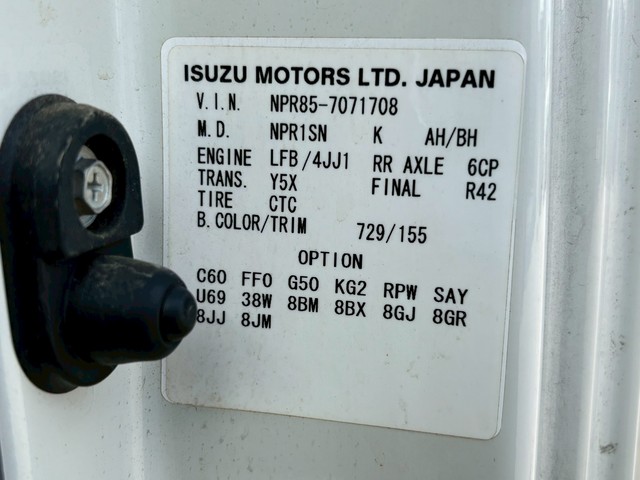 ISUZU MOTORS LTD. JAPAN
V.I.N. NPR85-7071708
M.D. NPR1SN K AH/BH
ENGINE LFB/4JJ1 RR AXLE 6CP
TRANS. Y5X FINAL R42
TIRE CTC
B.COLOR/TRIM 729/155
OPTION
C60 FF0 G50 KG2 RPW SAY
U69 38W 8BM 8BX 8GJ 8GR
8JJ 8JM